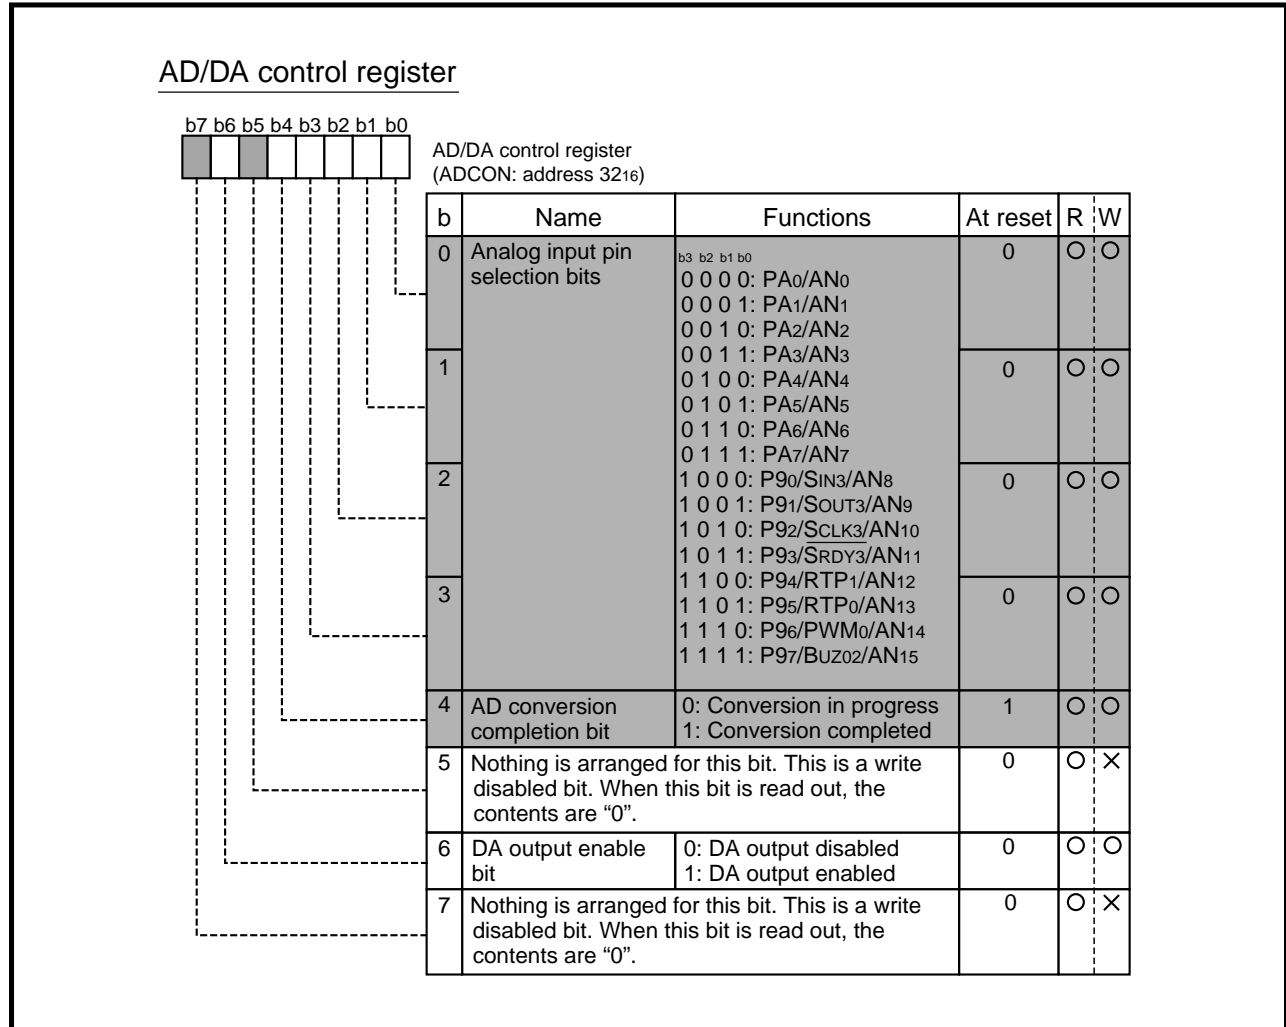 AD/DA control register
b7 b6 b5 b4 b3 b2 b1 b0
AD/DA control register
(ADCON: address 3216)
b Name Functions At reset R W
0 Analog input pin selection bits 0 O O
b3 b2 b1 b0
0 0 0 0: PA0/AN0
0 0 0 1: PA1/AN1
0 0 1 0: PA2/AN2
0 0 1 1: PA3/AN3
1 0 O O
0 1 0 0: PA4/AN4
0 1 0 1: PA5/AN5
0 1 1 0: PA6/AN6
0 1 1 1: PA7/AN7
2 0 O O
1 0 0 0: P90/SIN3/AN8
1 0 0 1: P91/SOUT3/AN9
1 0 1 0: P92/SCLK3/AN10
1 0 1 1: P93/SRDY3/AN11
3 0 O O
1 1 0 0: P94/RTP1/AN12
1 1 0 1: P95/RTP0/AN13
1 1 1 0: P96/PWM0/AN14
1 1 1 1: P97/BUZ02/AN15
4 AD conversion 0: Conversion in progress 1 O O
completion bit 1: Conversion completed
5 Nothing is arranged for this bit. This is a write 0 O ×
disabled bit. When this bit is read out, the
contents are “0”.
6 DA output enable 0: DA output disabled 0 O O
bit 1: DA output enabled
7 Nothing is arranged for this bit. This is a write 0 O ×
disabled bit. When this bit is read out, the
contents are “0”.